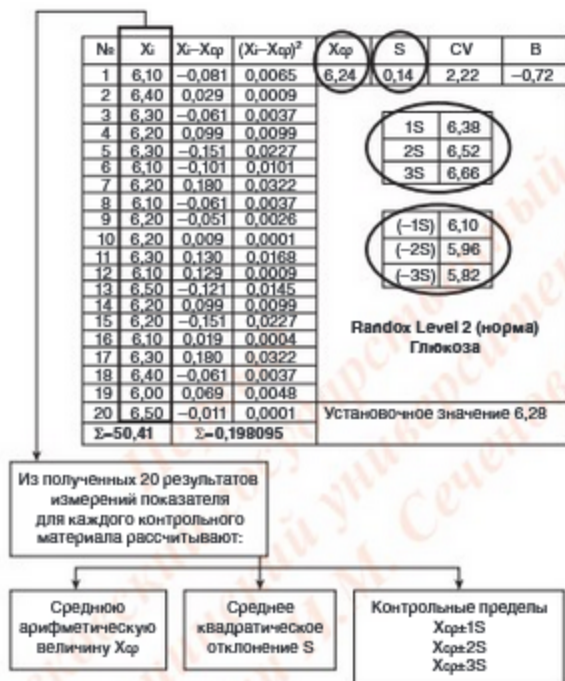 № Xi Xi–Xср (Xi–Xср)² Xср S CV B
1 6,10 –0,081 0,0065 6,24 0,14 2,22 –0,72
2 6,40 0,029 0,0009
3 6,30 –0,061 0,0037
4 6,20 0,099 0,0099
5 6,30 –0,151 0,0227
6 6,10 –0,101 0,0101
7 6,20 0,180 0,0322
8 6,10 –0,061 0,0037
9 6,20 –0,051 0,0026
10 6,20 0,009 0,0001
11 6,30 0,130 0,0168
12 6,10 0,129 0,0009
13 6,50 –0,121 0,0145
14 6,20 0,099 0,0099
15 6,20 –0,151 0,0227
16 6,10 0,019 0,0004
17 6,30 0,180 0,0322
18 6,40 –0,061 0,0037
19 6,00 0,069 0,0048
20 6,50 –0,011 0,0001
Σ–50,41 Σ–0,198095
1S 6,38
2S 6,52
3S 6,66
(–1S) 6,10
(–2S) 5,96
(–3S) 5,82
Randox Level 2 (норма)
Глюкоза
Установочное значение 6,28
Из полученных 20 результатов
измерений показателя
для каждого контрольного
материала рассчитывают:
Среднюю
арифметическую
величину Xср
Среднее
квадратическое
отклонение S
Контрольные пределы
Xср±1S
Xср±2S
Xср±3S